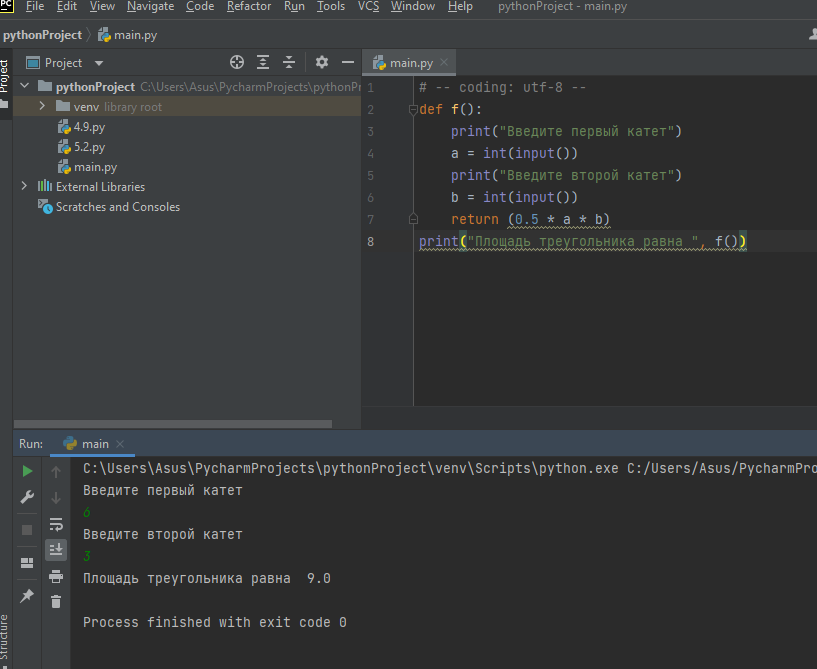 PC File Edit View Navigate Code Refactor Run Tools VCS Window Help pythonProject - main.py
pythonProject main.py
Project
Project
main.py
pythonProject C:\Users\Asus\PycharmProjects\pythonPr
venv library root
4.9.py
5.2.py
main.py
External Libraries
Scratches and Consoles
1 # -- coding: utf-8 --
2 def f():
3 print("Введите первый катет")
4 a = int(input())
5 print("Введите второй катет")
6 b = int(input())
7 return (0.5 * a * b)
8 print("Площадь треугольника равна ", f())
Run: main
C:\Users\Asus\PycharmProjects\pythonProject\venv\Scripts\python.exe C:/Users/Asus/PycharmPro
Введите первый катет
6
Введите второй катет
3
Площадь треугольника равна  9.0
Process finished with exit code 0
Structure